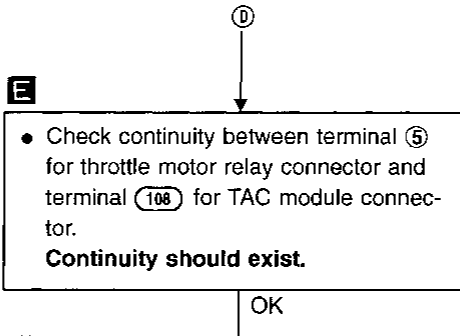 Ⓓ
E
● Check continuity between terminal ⑤
for throttle motor relay connector and
terminal (108) for TAC module connec-
tor.
Continuity should exist.
OK